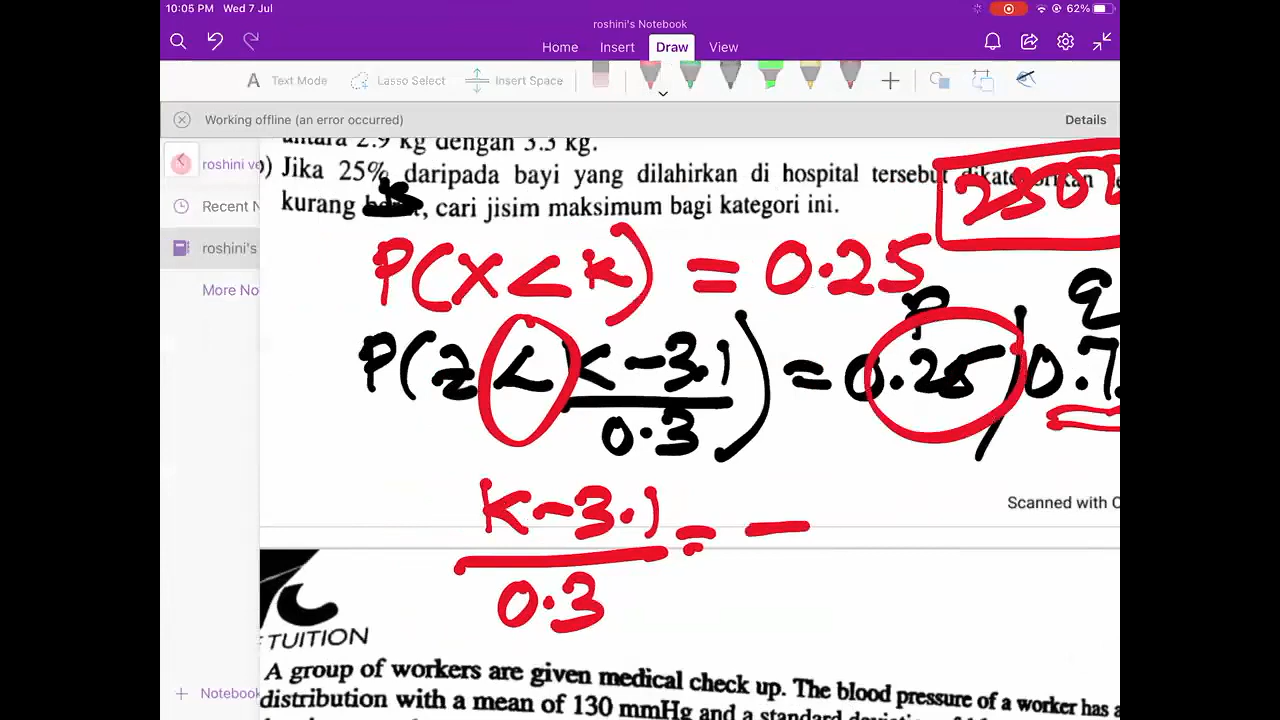 10:05 PM Wed 7 Jul
62%
roshini's Notebook
Home Insert Draw View
Text Mode Lasso Select Insert Space
Working offline (an error occurred) Details
antara 2.9 kg dengan 3.3 kg.
roshini ve
) Jika 25% daripada bayi yang dilahirkan di hospital tersebut dikategorikan
kurang , cari jisim maksimum bagi kategori ini.
Recent N
roshini's
More No
P(X < k) = 0.25
P q
P(z < k - 3.1 / 0.3) = 0.25 / 0.7
Scanned with C
k - 3.1 / 0.3 = -
TUITION
A group of workers are given medical check up. The blood pressure of a worker has a
distribution with a mean of 130 mmHg and a standard
Notebook